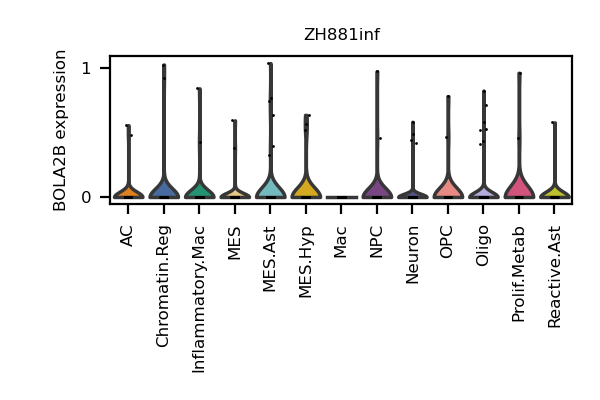 ZH881inf
BOLA2B expression
1
0
AC
Chromatin.Reg
Inflammatory.Mac
MES
MES.Ast
MES.Hyp
Mac
NPC
Neuron
OPC
Oligo
Prolif.Metab
Reactive.Ast